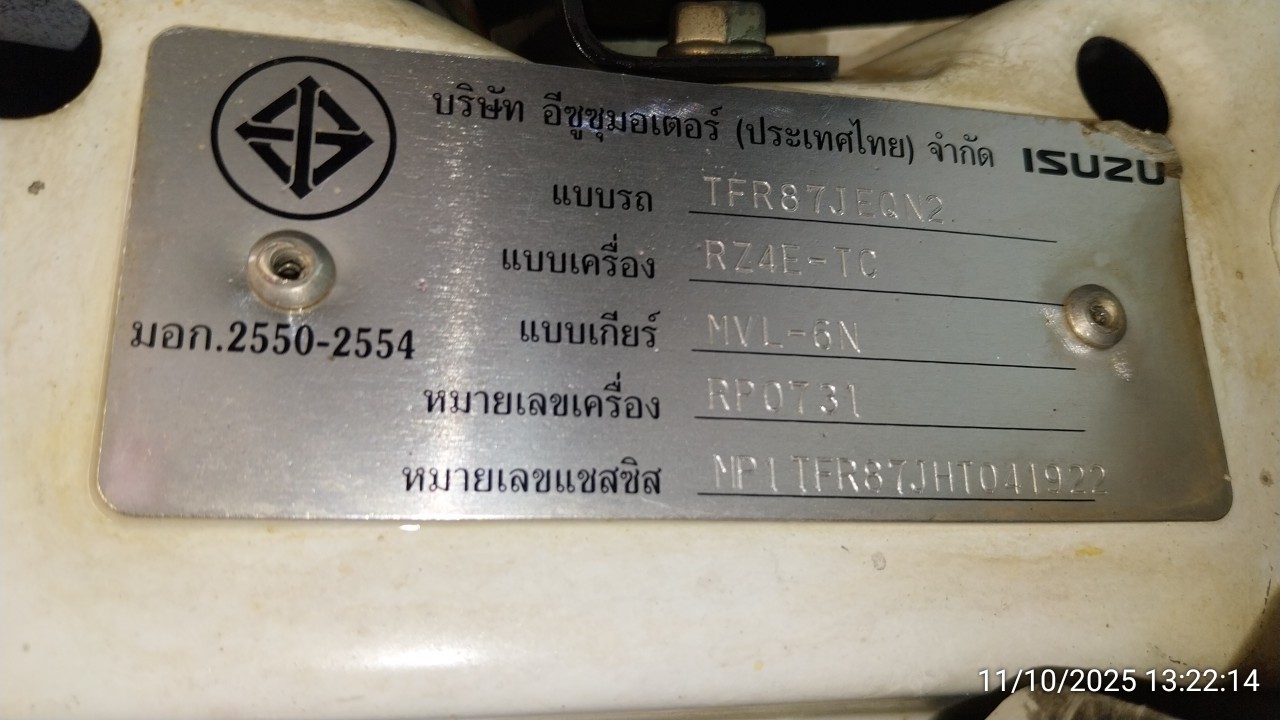 บริษัท อีซูซุมอเตอร์ (ประเทศไทย) จำกัด ISUZU
แบบรถ TFR87JEQN2
แบบเครื่อง RZ4E-TC
มอก.2550-2554
แบบเกียร์ MVL-6N
หมายเลขเครื่อง RP0731
หมายเลขแชสซิส MP1TFR87JHT041922
11/10/2025 13:22:14